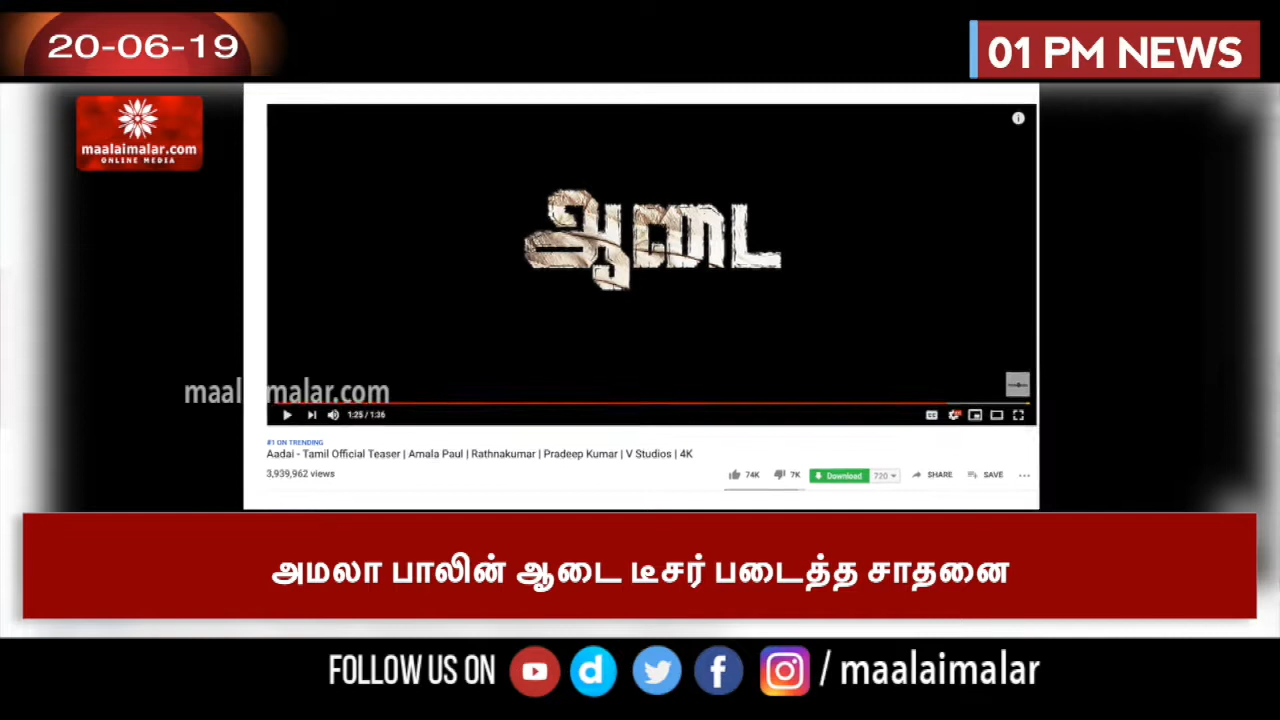 20-06-19
01 PM NEWS
maalaimalar.com
ONLINE MEDIA
ஆடை
maalaimalar.com
1:25 / 1:36
#1 ON TRENDING
Aadai - Tamil Official Teaser | Amala Paul | Rathnakumar | Pradeep Kumar | V Studios | 4K
3,939,962 views
74K 7K Download 720 SHARE SAVE
அமலா பாலின் ஆடை டீசர் படைத்த சாதனை
FOLLOW US ON / maalaimalar